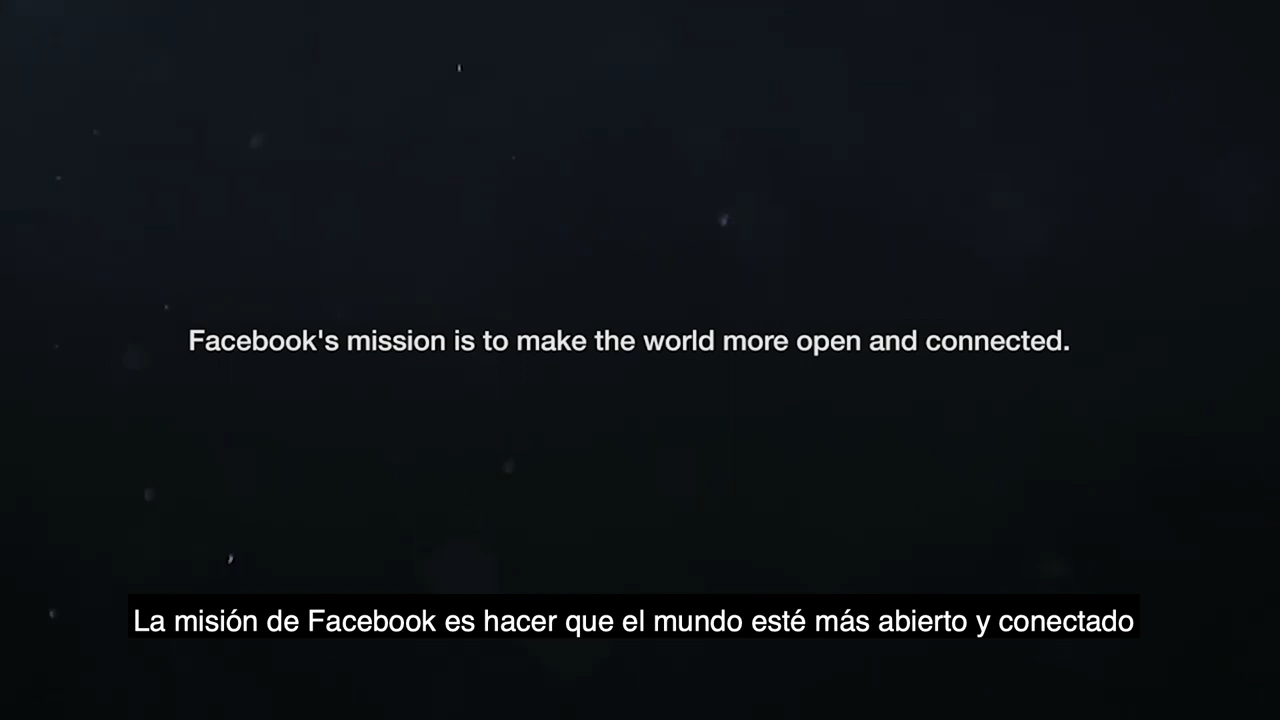 Facebook's mission is to make the world more open and connected.
La misión de Facebook es hacer que el mundo esté más abierto y conectado